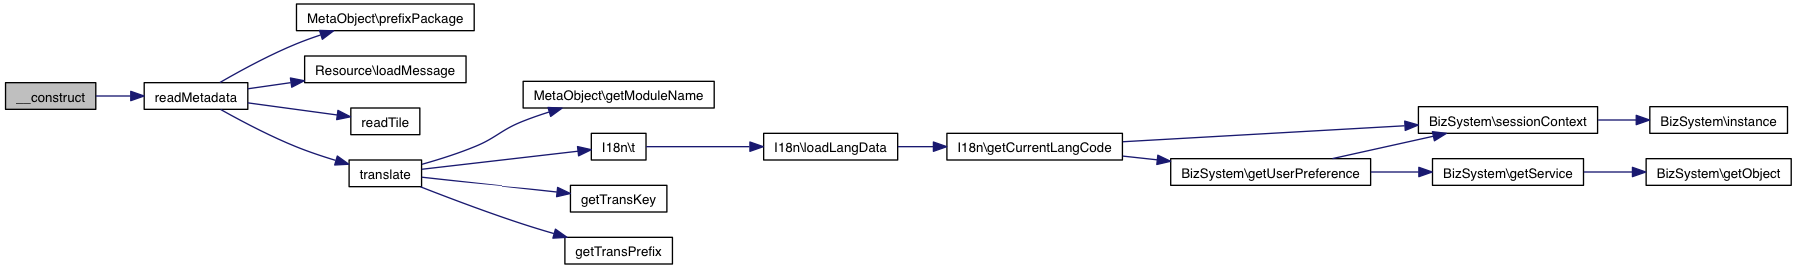 __construct
readMetadata
MetaObject\prefixPackage
Resource\loadMessage
readTile
translate
MetaObject\getModuleName
I18n\t
getTransKey
getTransPrefix
I18n\loadLangData
I18n\getCurrentLangCode
BizSystem\sessionContext
BizSystem\getUserPreference
BizSystem\instance
BizSystem\getService
BizSystem\getObject